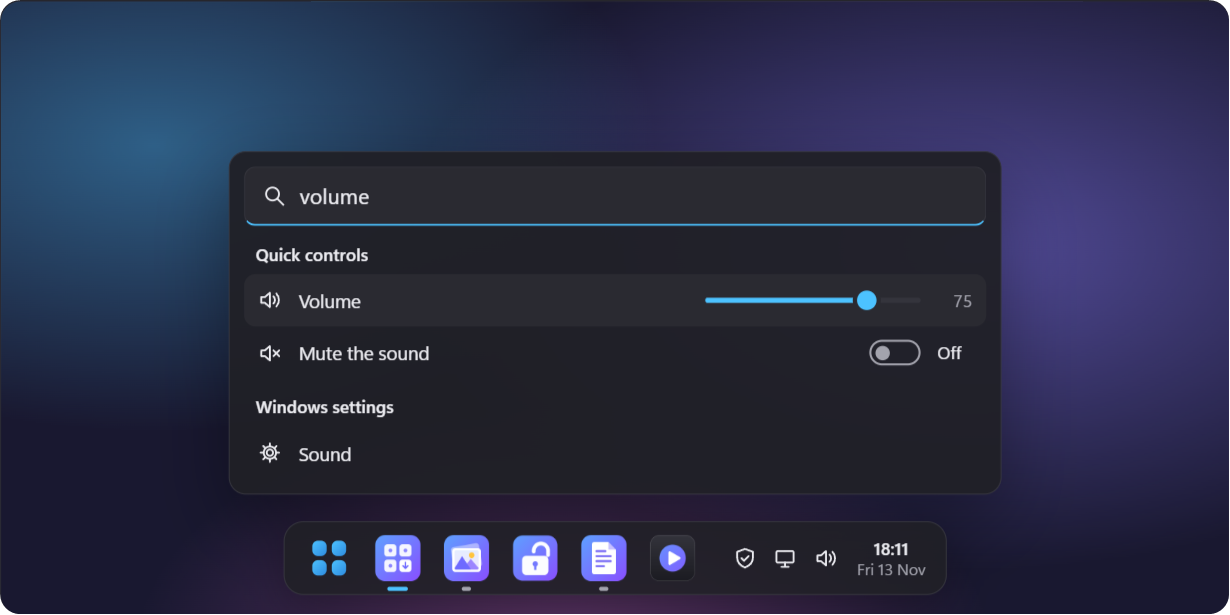 volume
Quick controls
Volume 75
Mute the sound Off
Windows settings
Sound
18:11
Fri 13 Nov